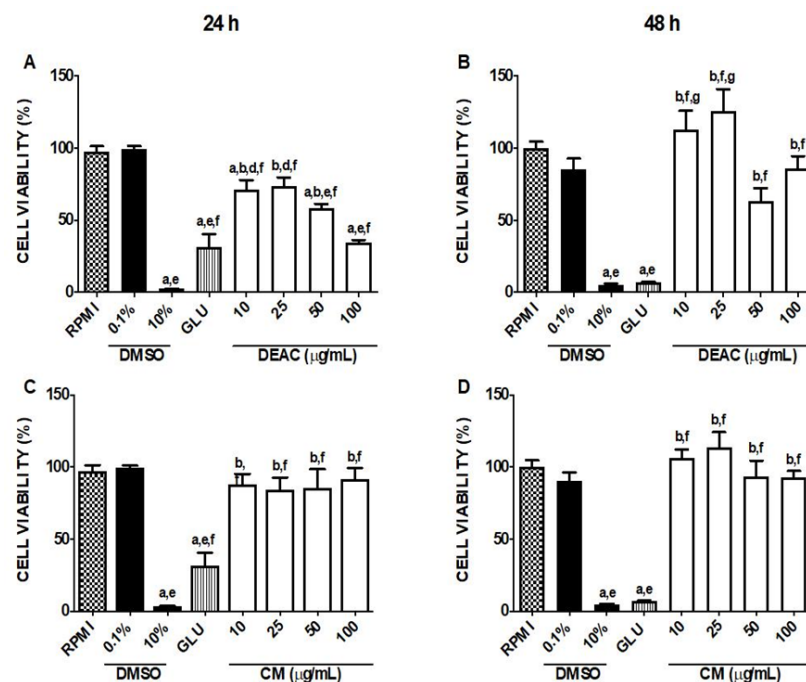 24 h
48 h
A
CELL VIABILITY (%)
150
100
50
0
a,e
a,e,f
a,b,d,f
b,d,f
a,b,e,f
a,e,f
RPMI
0.1%
10%
GLU
10
25
50
100
DMSO
DEAC (µg/mL)
B
CELL VIABILITY (%)
150
100
50
0
a,e
a,e
b,f,g
b,f,g
b,f
b,f
RPMI
0.1%
10%
GLU
10
25
50
100
DMSO
DEAC (µg/mL)
C
CELL VIABILITY (%)
150
100
50
0
a,e
a,e,f
b,
b,f
b,f
b,f
RPMI
0.1%
10%
GLU
10
25
50
100
DMSO
CM (µg/mL)
D
CELL VIABILITY (%)
150
100
50
0
a,e
a,e
b,f
b,f
b,f
b,f
RPMI
0.1%
10%
GLU
10
25
50
100
DMSO
CM (µg/mL)